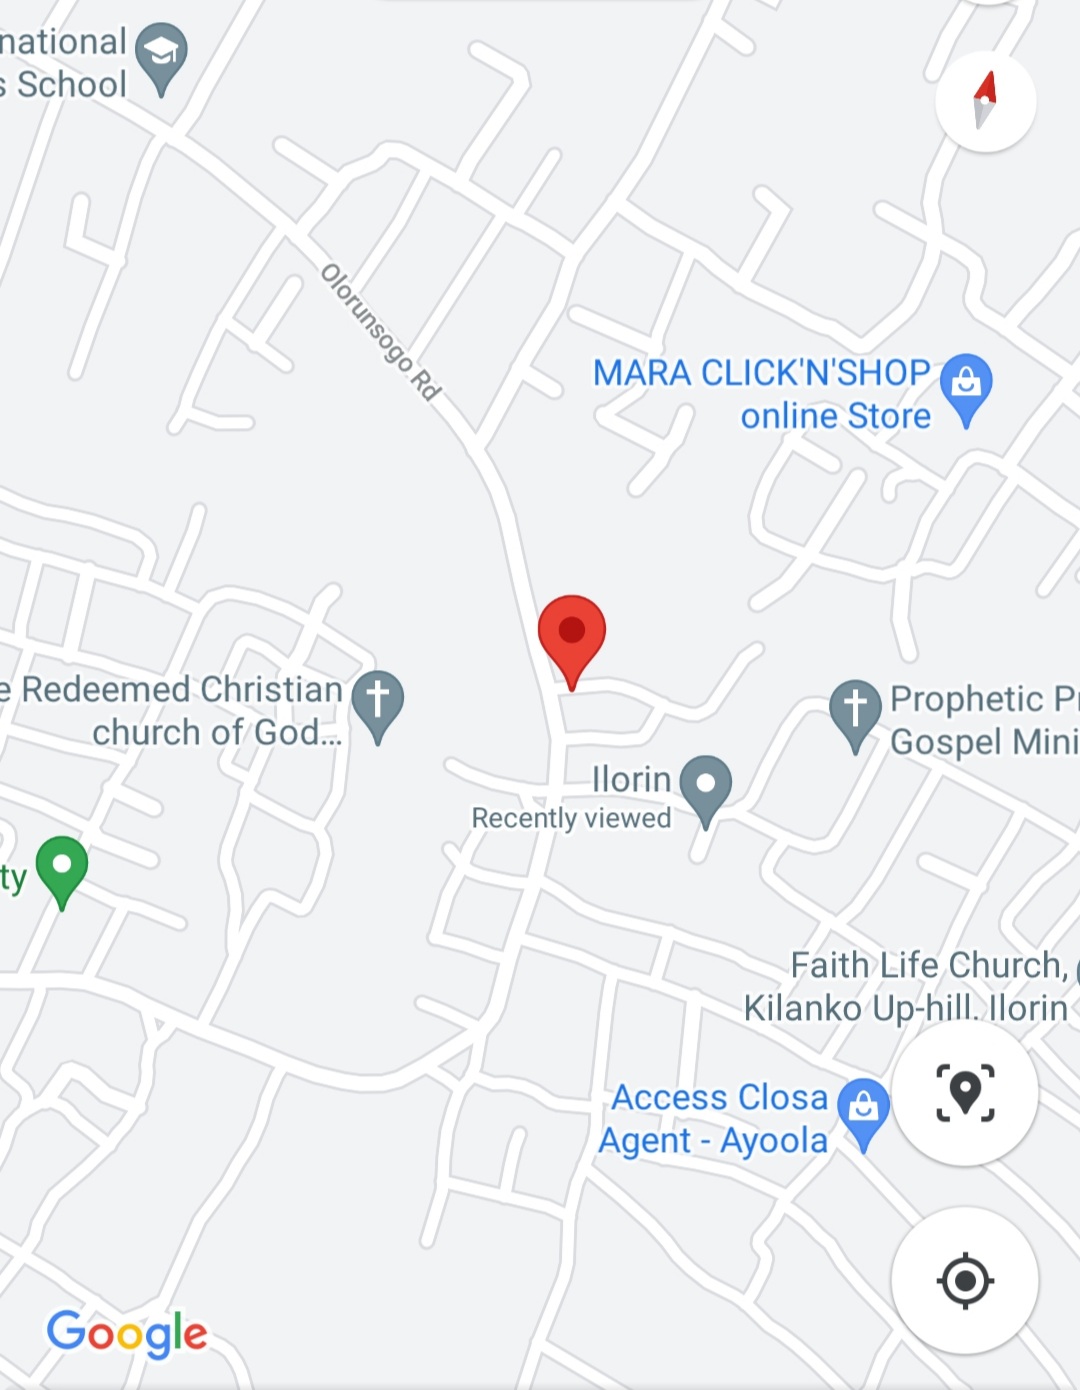 national
s School
Olorunsogo Rd
MARA CLICK'N'SHOP
online Store
e Redeemed Christian
church of God...
Prophetic P
Gospel Mini
Ilorin
Recently viewed
ty
Faith Life Church,
Kilanko Up-hill. Ilorin
Access Closa
Agent - Ayoola
Google